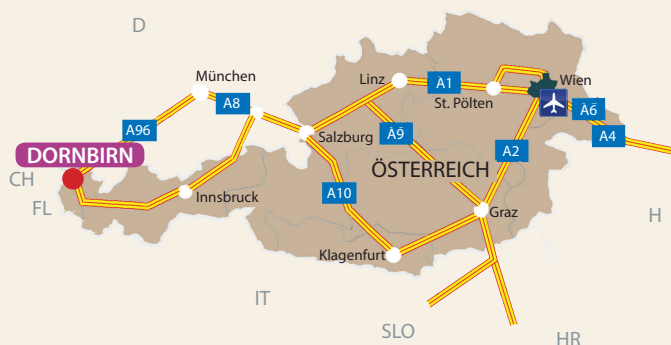 D
München
A8
A96
DORNBIRN
CH
FL
Innsbruck
Linz
A1
St. Pölten
Wien
A6
A4
Salzburg
A9
A2
ÖSTERREICH
A10
Graz
Klagenfurt
H
IT
SLO
HR